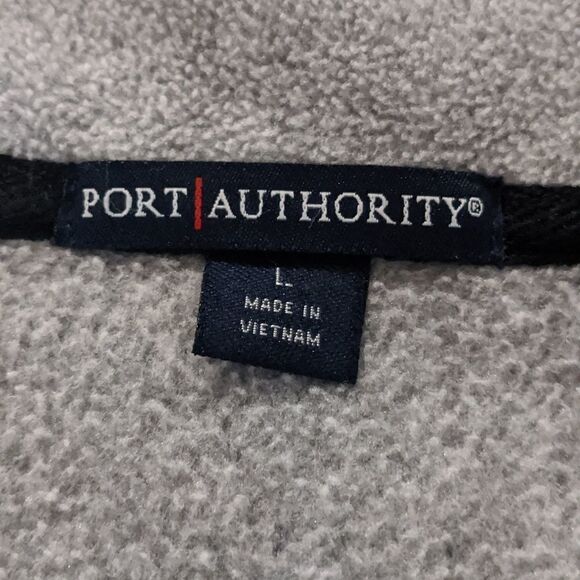 PORT | AUTHORITY®
L
MADE IN
VIETNAM